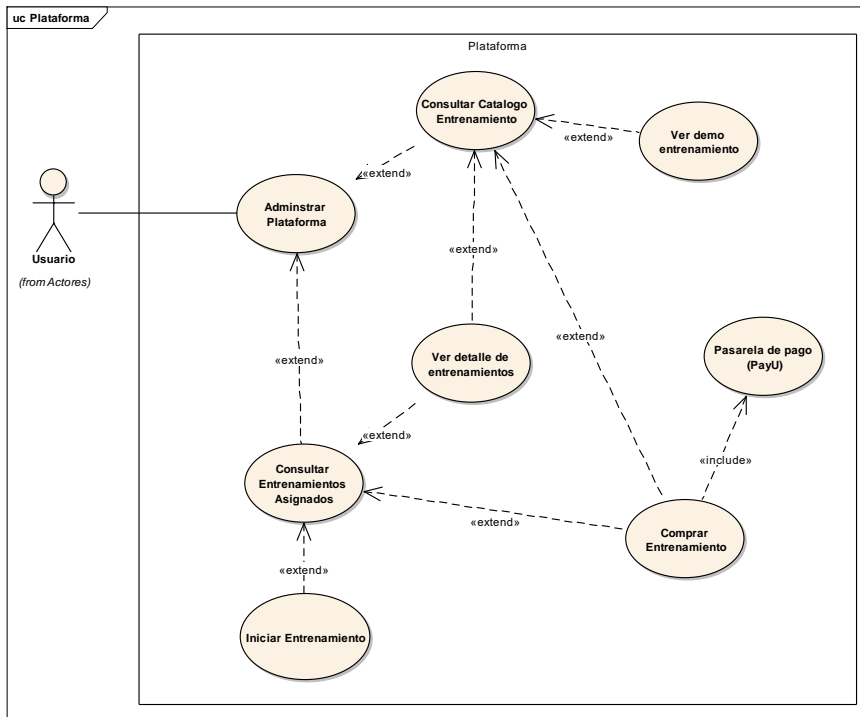 uc Plataforma
Plataforma
Consultar Catalogo
Entrenamiento
Ver demo
entrenamiento
«extend»
«extend»
Adminstrar
Plataforma
Usuario
(from Actores)
«extend»
«extend»
«extend»
Ver detalle de
entrenamientos
Pasarela de pago
(PayU)
«extend»
«include»
Consultar
Entrenamientos
Asignados
«extend»
Comprar
Entrenamiento
«extend»
Iniciar Entrenamiento